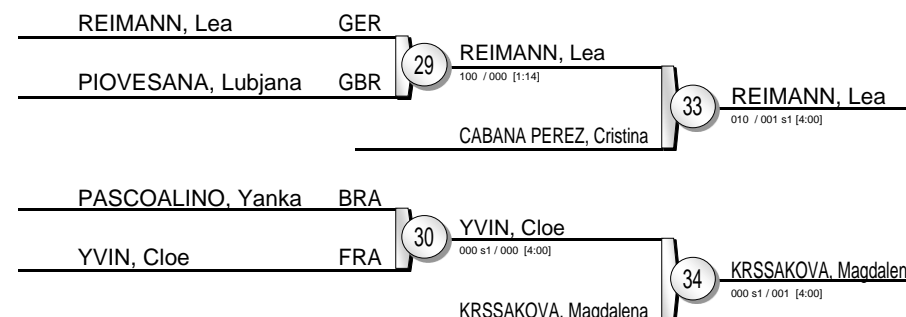 REIMANN, Lea GER
PIOVESANA, Lubjana GBR
29
REIMANN, Lea
100 / 000 [1:14]
CABANA PEREZ, Cristina
33
REIMANN, Lea
010 / 001 s1 [4:00]
PASCOALINO, Yanka BRA
YVIN, Cloe FRA
30
YVIN, Cloe
000 s1 / 000 [4:00]
KRSSAKOVA, Magdalena
34
KRSSAKOVA, Magdalen
000 s1 / 001 [4:00]